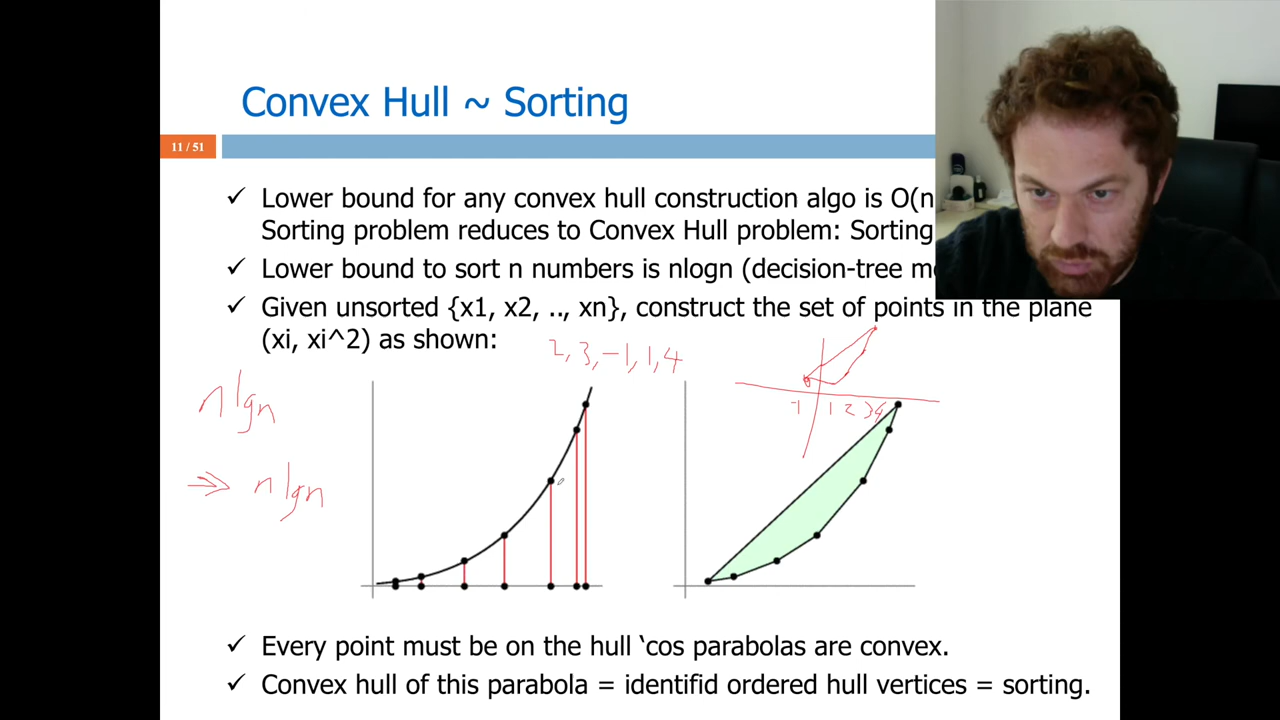 Convex Hull ~ Sorting
11 / 51
✓ Lower bound for any convex hull construction algo is O(n
Sorting problem reduces to Convex Hull problem: Sorting
✓ Lower bound to sort n numbers is nlogn (decision-tree m
✓ Given unsorted {x1, x2, .., xn}, construct the set of points in the plane
(xi, xi^2) as shown:
2, 3, -1, 1, 4
-1 1 2 3 4
n lgn
⇒ n lgn
✓ Every point must be on the hull ‘cos parabolas are convex.
✓ Convex hull of this parabola = identifid ordered hull vertices = sorting.